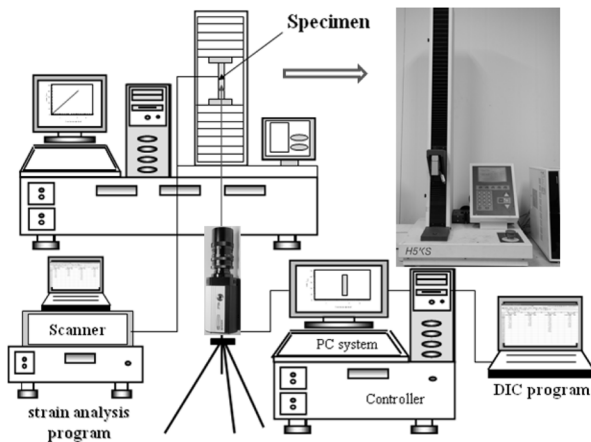 Specimen
H5KS
Scanner
PC system
Controller
DIC program
strain analysis
program